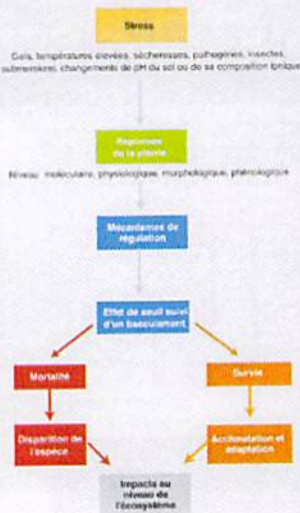 Stress
Gels, températures élevées, sécheresses, pathogènes, insectes,
submersions, changements de pH du sol ou de sa composition ionique
Réponses
de la plante
Niveau moléculaire, physiologique, morphologique, phénologique
Mécanismes de
régulation
Effet de seuil suivi
d'un basculement
Mortalité
Survie
Disparition de
l'espèce
Acclimatation et
adaptation
Impacts au
niveau de
l'écosystème